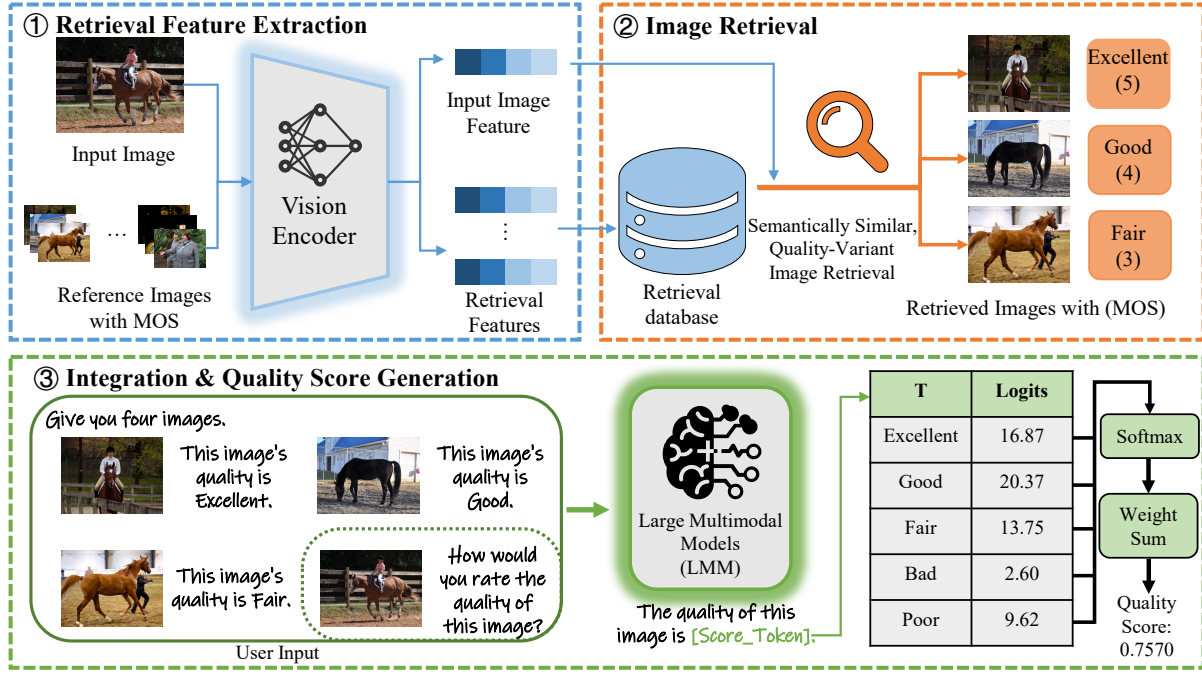 ① Retrieval Feature Extraction
Input Image
...
Reference Images
with MOS
Vision
Encoder
Input Image
Feature
⋮
Retrieval
Features
② Image Retrieval
Retrieval
database
Semantically Similar,
Quality-Variant
Image Retrieval
Excellent
(5)
Good
(4)
Fair
(3)
Retrieved Images with (MOS)
③ Integration & Quality Score Generation
Give you four images.
This image's
quality is
Excellent.
This image's
quality is
Good.
This image's
quality is Fair.
How would
you rate the
quality of
this image?
User Input
Large Multimodal
Models
(LMM)
The quality of this
image is [Score_Token].
T Logits
Excellent 16.87
Good 20.37
Fair 13.75
Bad 2.60
Poor 9.62
Softmax
Weight
Sum
Quality
Score:
0.7570